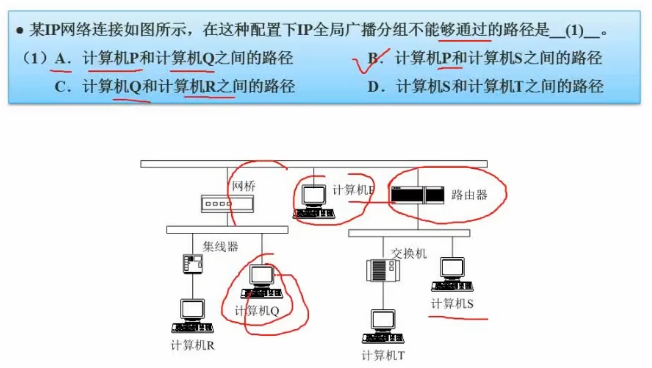 ● 某IP网络连接如图所示，在这种配置下IP全局广播分组不能够通过的路径是__(1)__。
（1）A．计算机P和计算机Q之间的路径 B．计算机P和计算机S之间的路径
C．计算机Q和计算机R之间的路径 D．计算机S和计算机T之间的路径
网桥
计算机P
路由器
集线器
交换机
计算机Q
计算机S
计算机R
计算机T